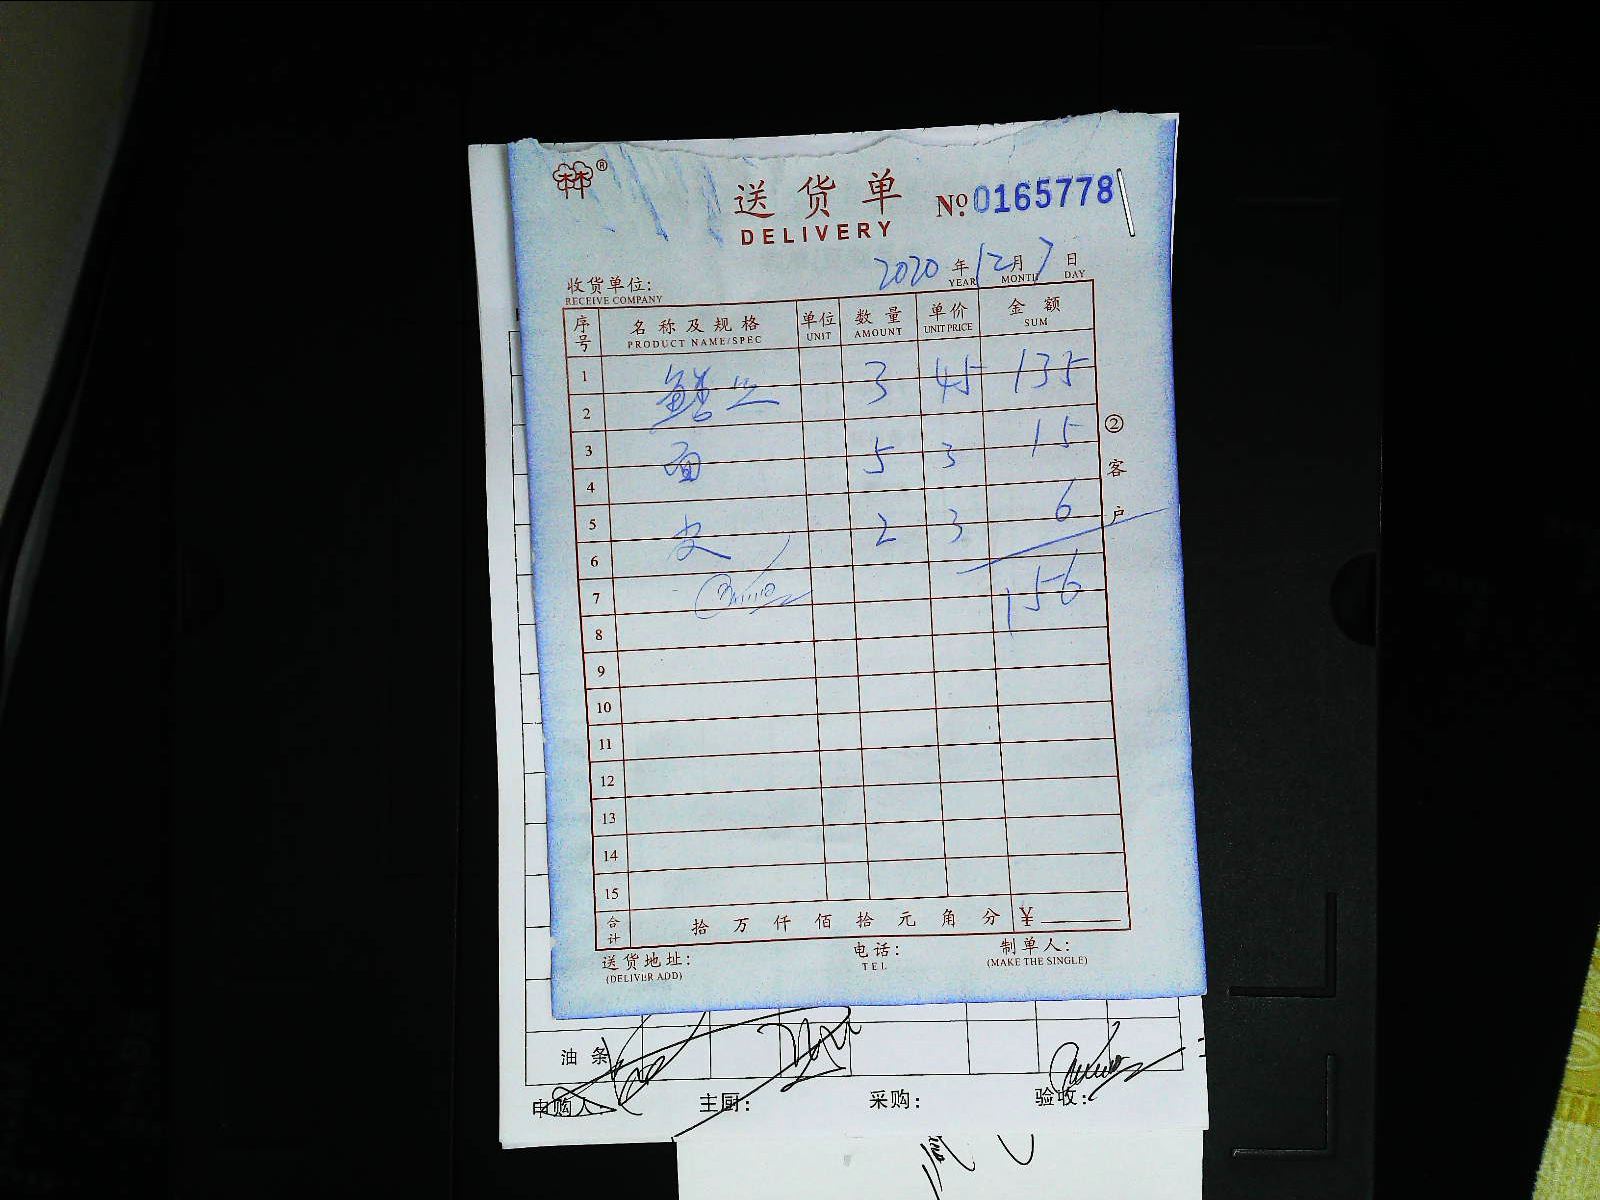 林®
送货单 №0165778
DELIVERY
2020 年 12 月 7 日
YEAR MONTH DAY
收货单位:
RECEIVE COMPANY
序号 名称及规格 单位 数量 单价 金额
PRODUCT NAME/SPEC UNIT AMOUNT UNIT PRICE SUM
1
鳝丝 3 45 135
2
3
面 5 3 15
4
5
皮 2 3 6
6
7
156
8
9
10
11
12
13
14
15
合计 拾 万 仟 佰 拾 元 角 分 ¥
送货地址: 电话: 制单人:
(DELIVER ADD) TEL (MAKE THE SINGLE)
②客户
油条
申购人: 主厨: 采购: 验收: